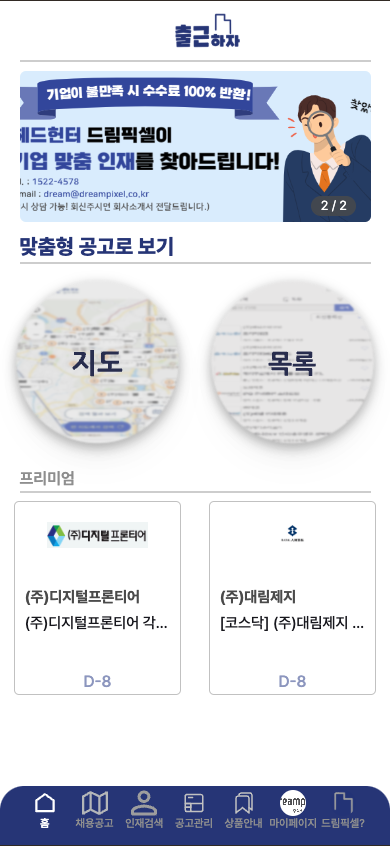 출근
하자
기업이 불만족 시 수수료 100% 반환!
헤드헌터 드림픽셀이
기업 맞춤 인재를 찾아드립니다!
. : 1522-4578
mail : dream@dreampixel.co.kr
시 상담 가능! 회신주시면 회사소개서 전달드립니다.)
찾았
2 / 2
맞춤형 공고로 보기
지도
목록
프리미엄
(주)디지털프론티어
(주)디지털프론티어
(주)디지털프론티어 각...
D-8
(주)대림제지
[코스닥] (주)대림제지 ...
D-8
홈
채용공고
인재검색
공고관리
상품안내
마이페이지
드림픽셀?